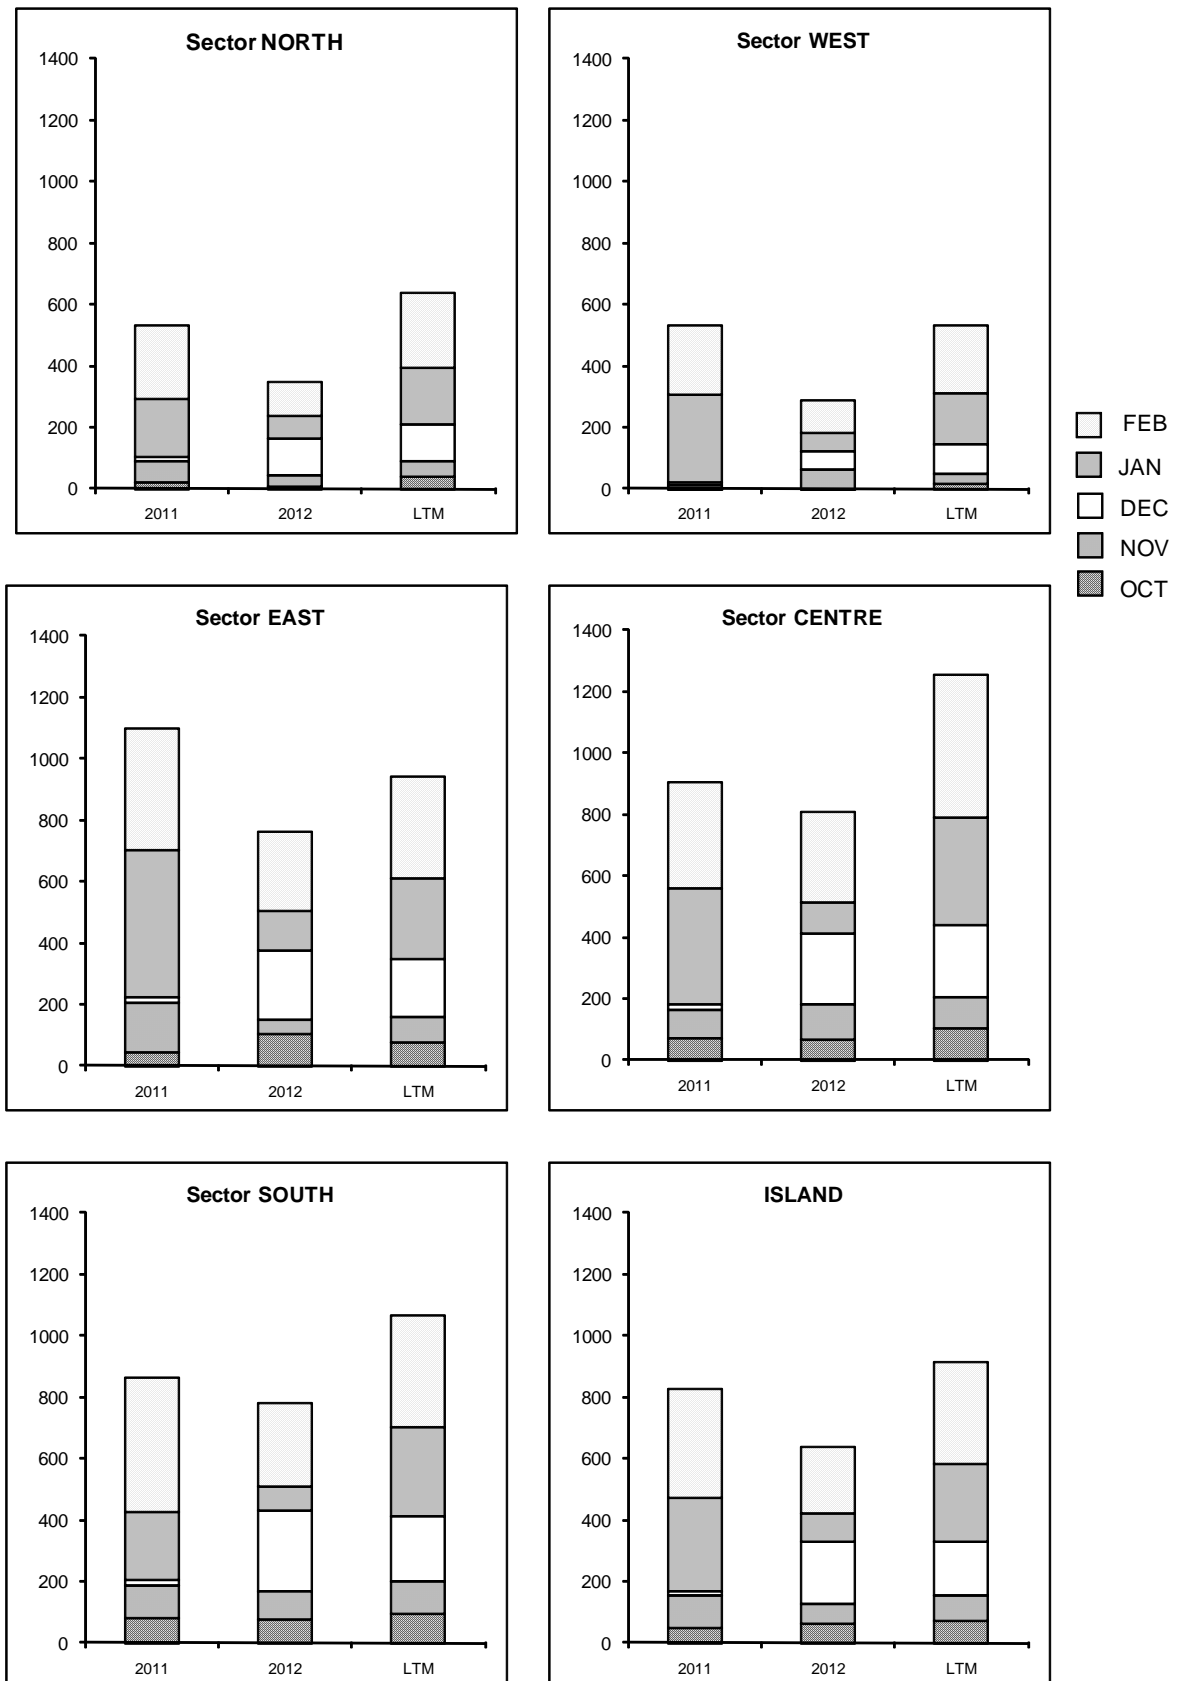 Sector NORTH
1400
1200
1000
800
600
400
200
0
2011 2012 LTM
Sector WEST
1400
1200
1000
800
600
400
200
0
2011 2012 LTM
FEB
JAN
DEC
NOV
OCT
Sector EAST
1400
1200
1000
800
600
400
200
0
2011 2012 LTM
Sector CENTRE
1400
1200
1000
800
600
400
200
0
2011 2012 LTM
Sector SOUTH
1400
1200
1000
800
600
400
200
0
2011 2012 LTM
ISLAND
1400
1200
1000
800
600
400
200
0
2011 2012 LTM